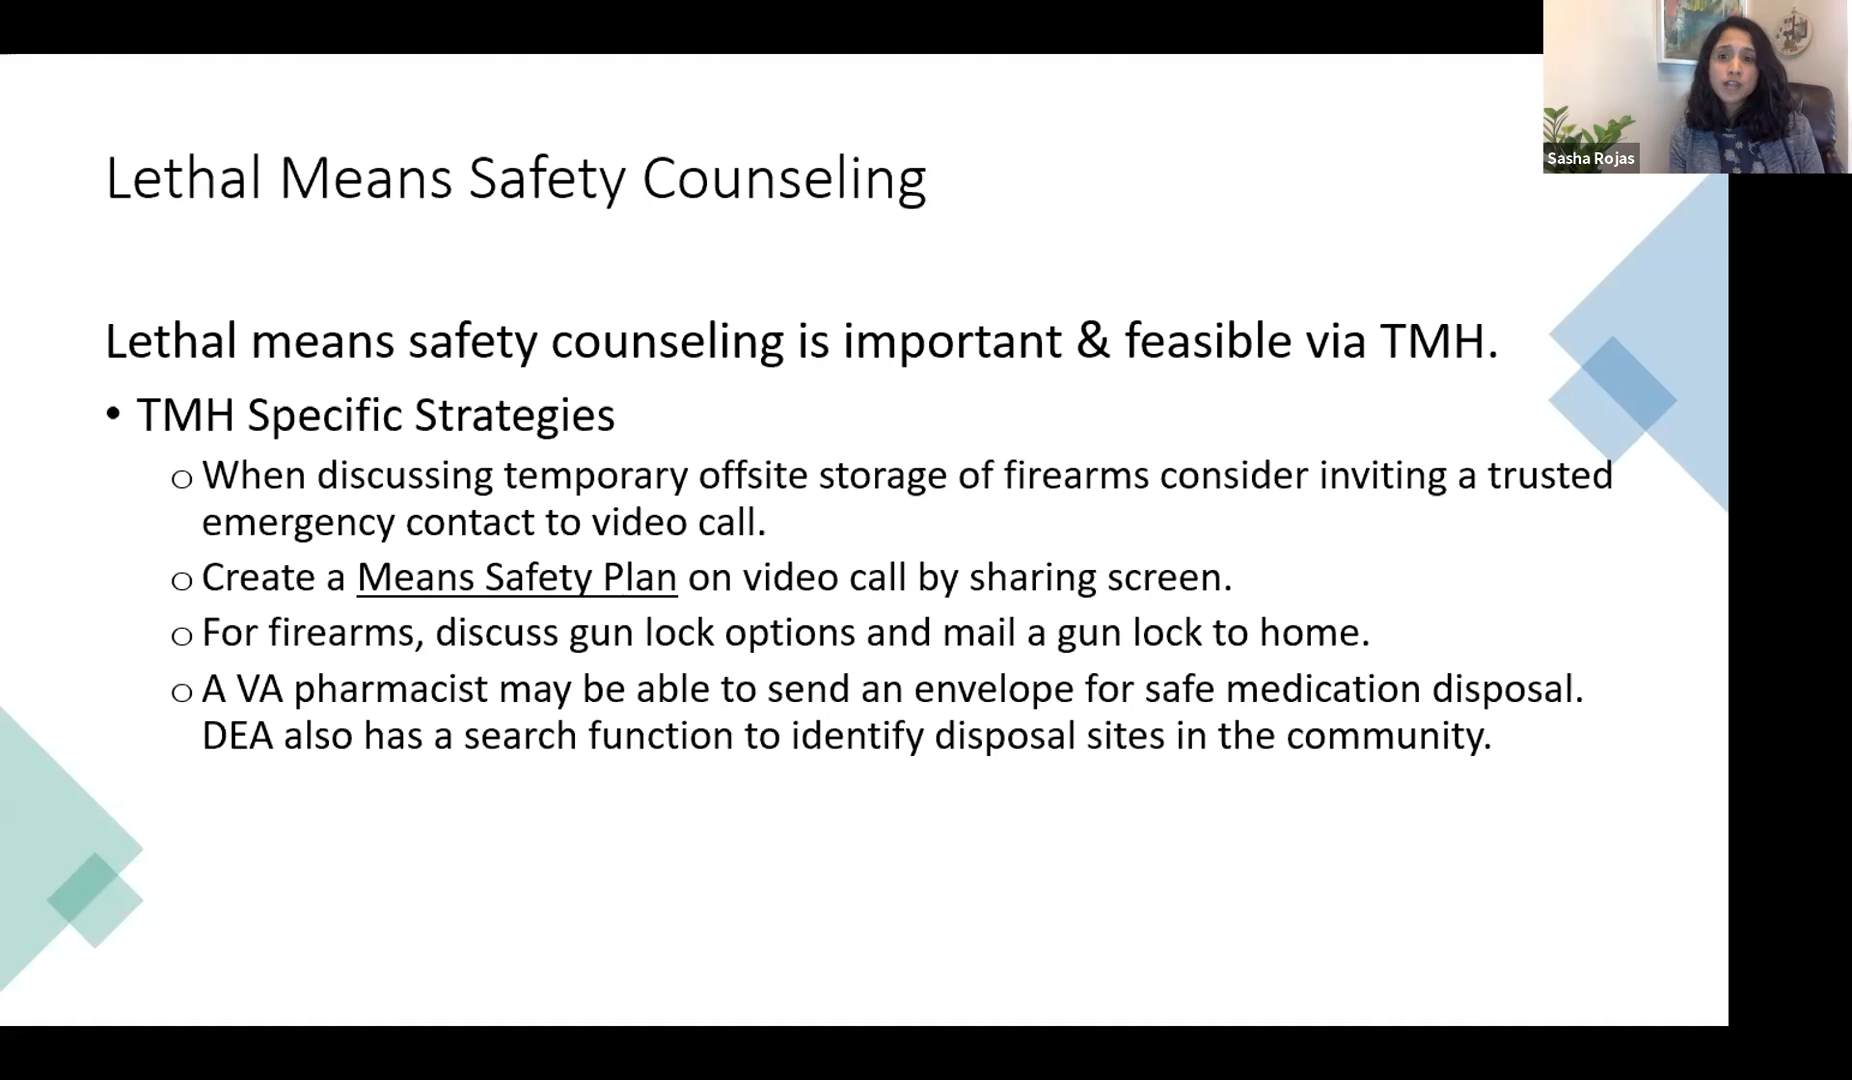 Sasha Rojas
Lethal Means Safety Counseling
Lethal means safety counseling is important & feasible via TMH.
• TMH Specific Strategies
o When discussing temporary offsite storage of firearms consider inviting a trusted
emergency contact to video call.
o Create a Means Safety Plan on video call by sharing screen.
o For firearms, discuss gun lock options and mail a gun lock to home.
o A VA pharmacist may be able to send an envelope for safe medication disposal.
DEA also has a search function to identify disposal sites in the community.